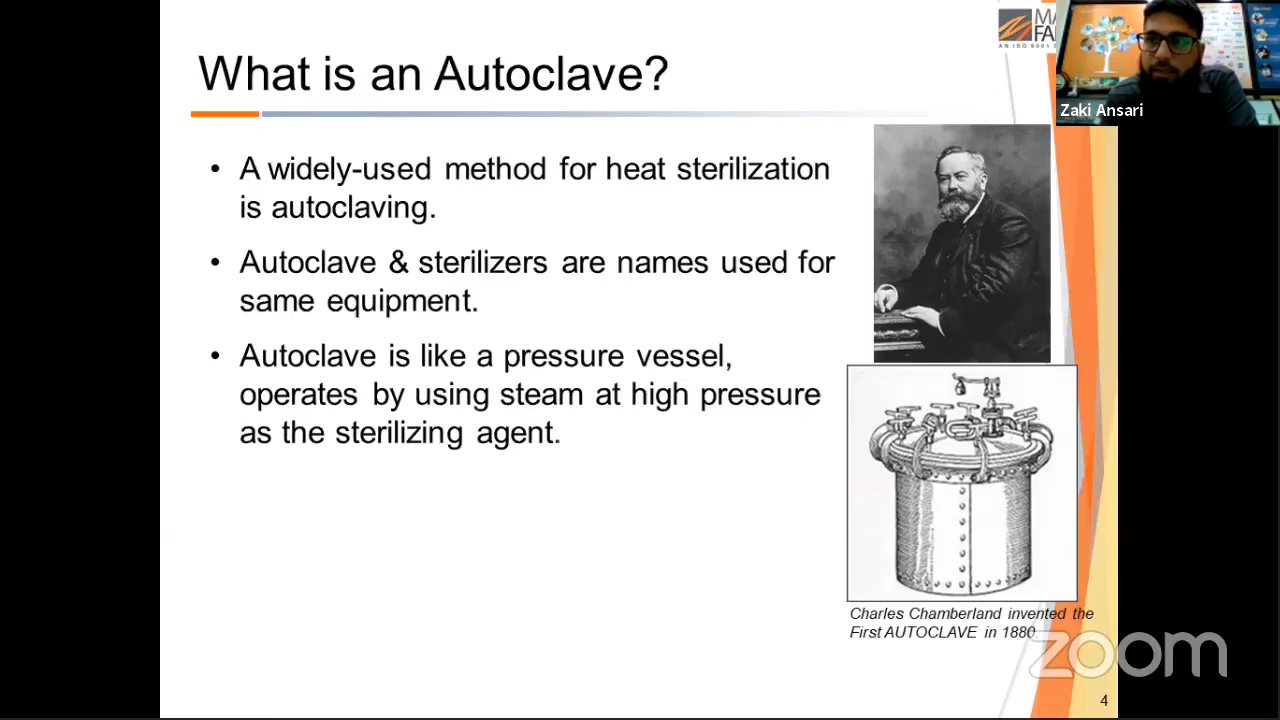 What is an Autoclave?
• A widely-used method for heat sterilization
is autoclaving.
• Autoclave & sterilizers are names used for
same equipment.
• Autoclave is like a pressure vessel,
operates by using steam at high pressure
as the sterilizing agent.
Zaki Ansari
Charles Chamberland invented the
First AUTOCLAVE in 1880
zoom
4